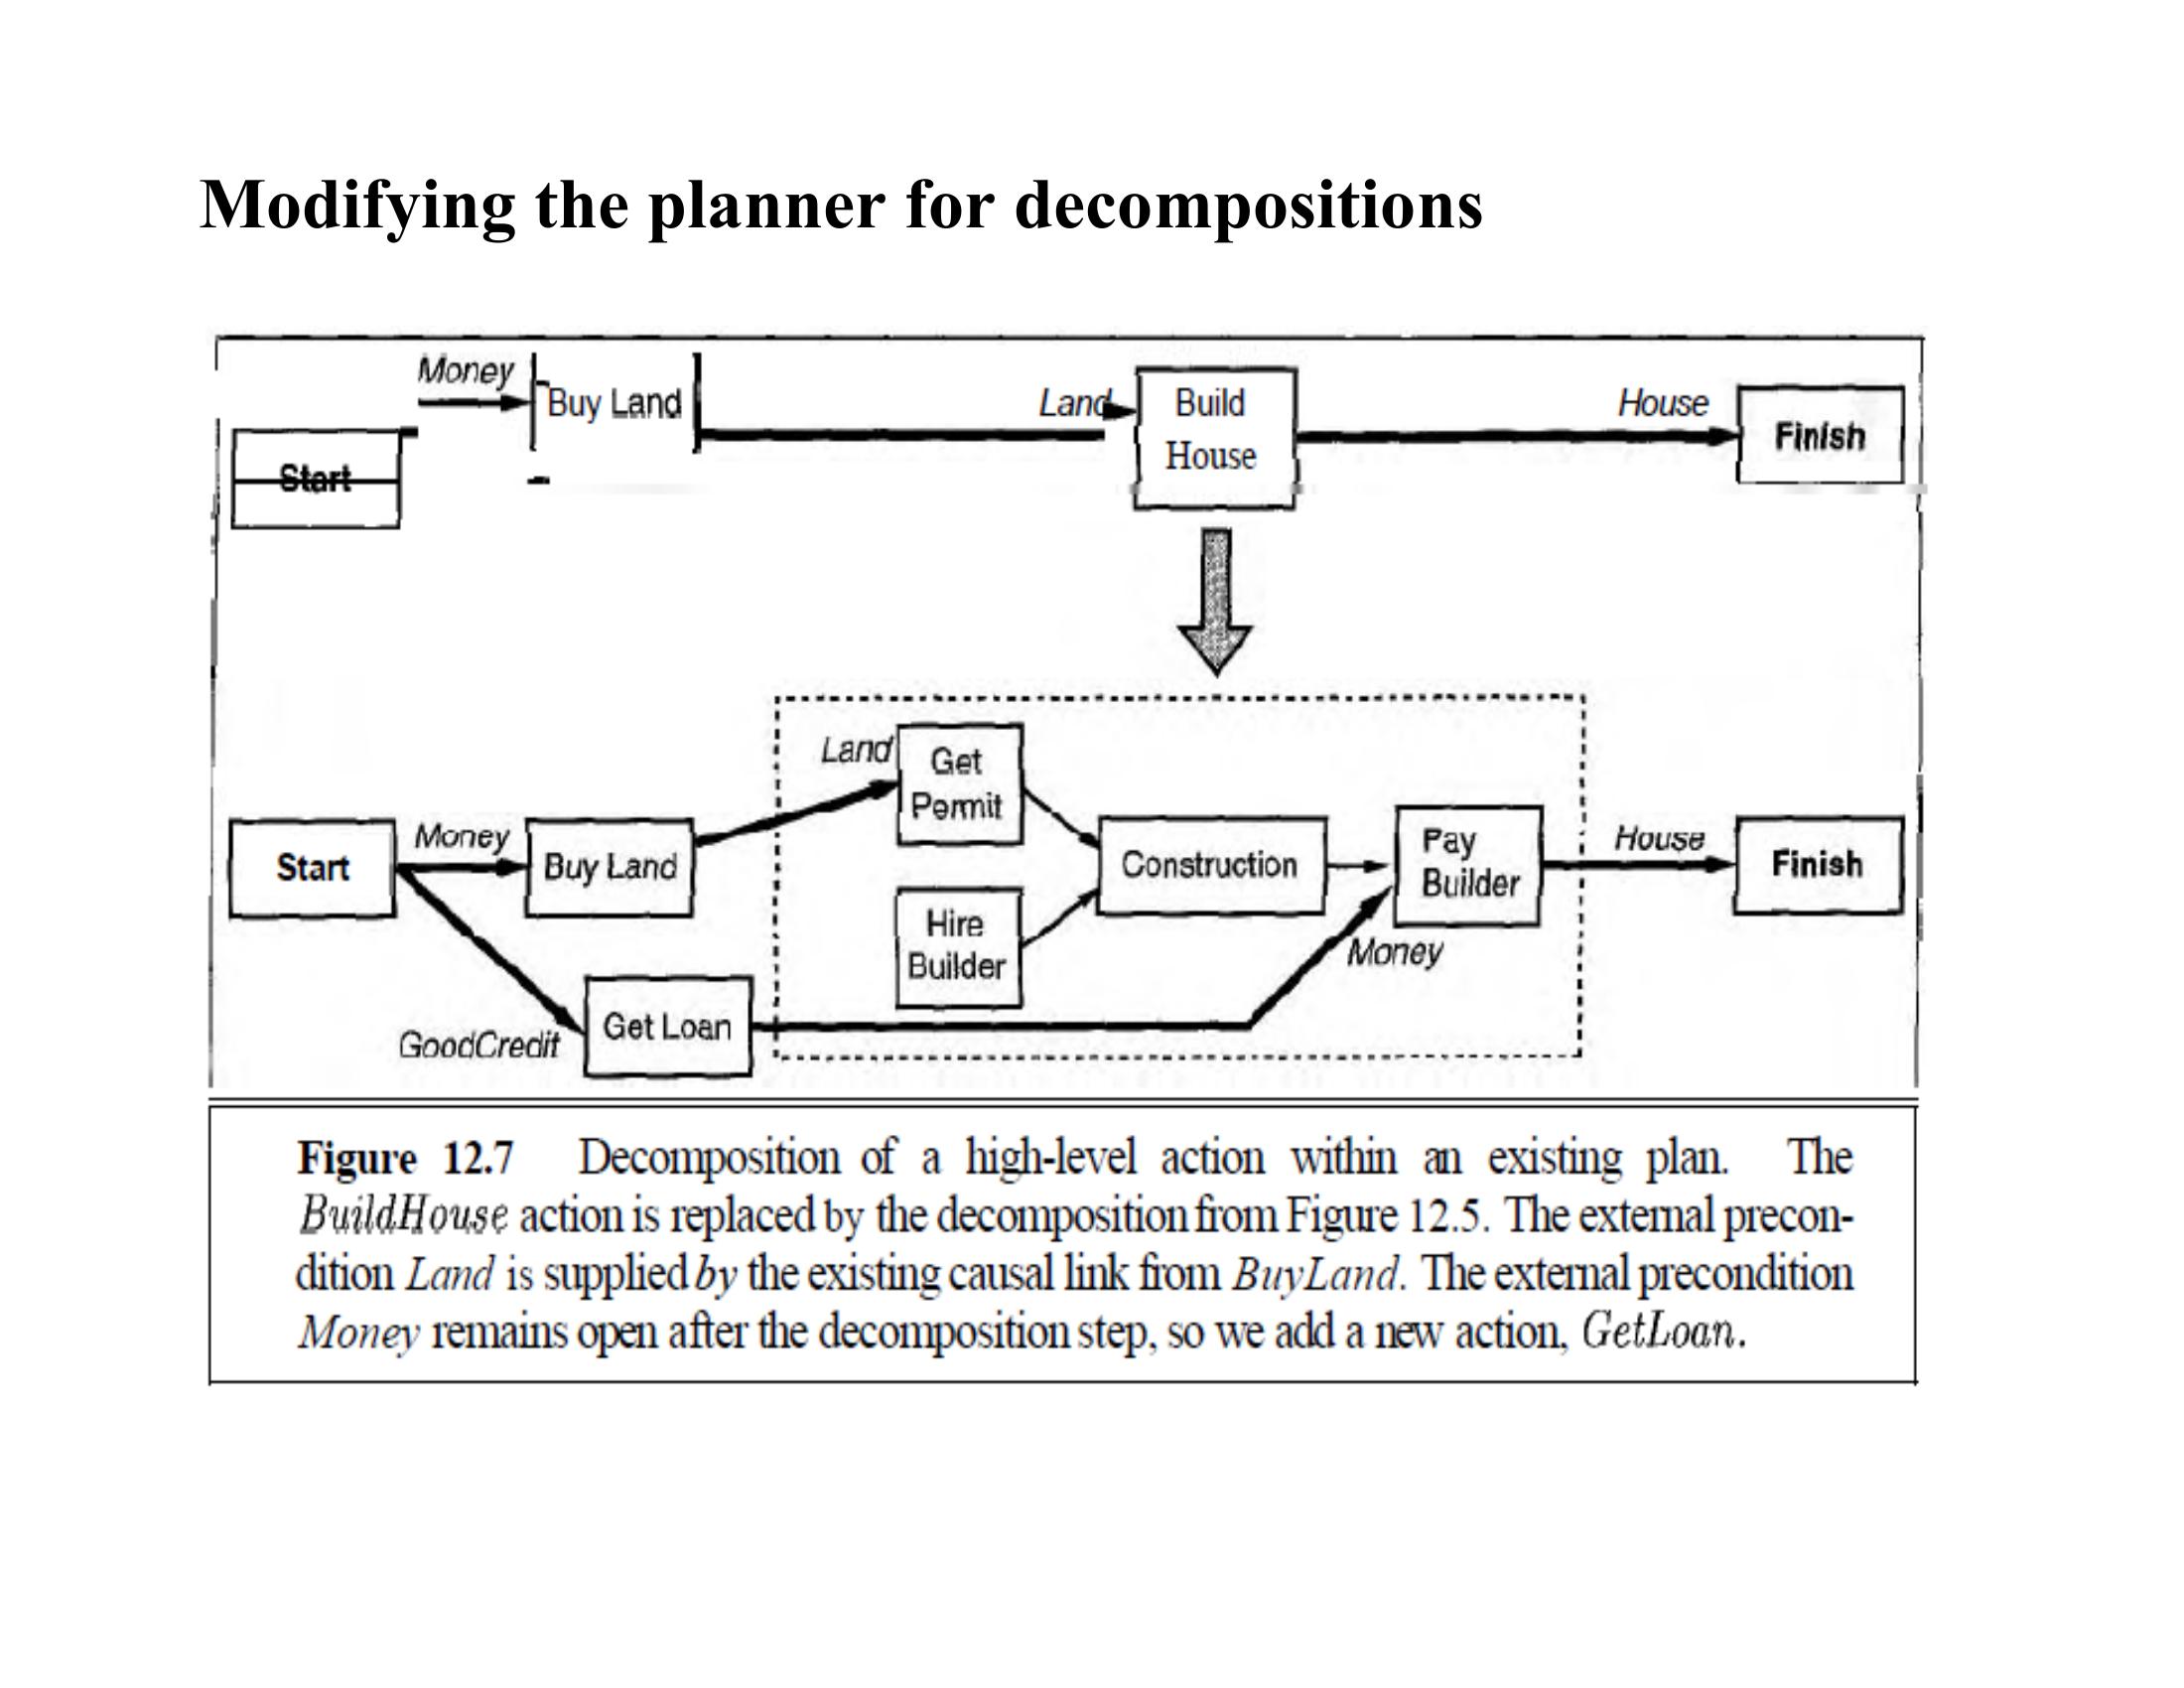 Modifying the planner for decompositions
Money
Buy Land
Land
Build
House
House
Finish
Start
Land
Get
Permit
Start
Money
Buy Land
Construction
Pay
Builder
House
Finish
Hire
Builder
Money
Get Loan
GoodCredit
Figure 12.7 Decomposition of a high-level action within an existing plan. The
BuildHouse action is replaced by the decomposition from Figure 12.5. The external precon-
dition Land is supplied by the existing causal link from BuyLand. The external precondition
Money remains open after the decomposition step, so we add a new action, GetLoan.